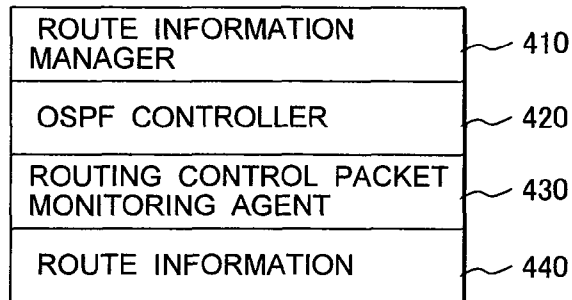 ROUTE INFORMATION
MANAGER
410
OSPF CONTROLLER
420
ROUTING CONTROL PACKET
MONITORING AGENT
430
ROUTE INFORMATION
440